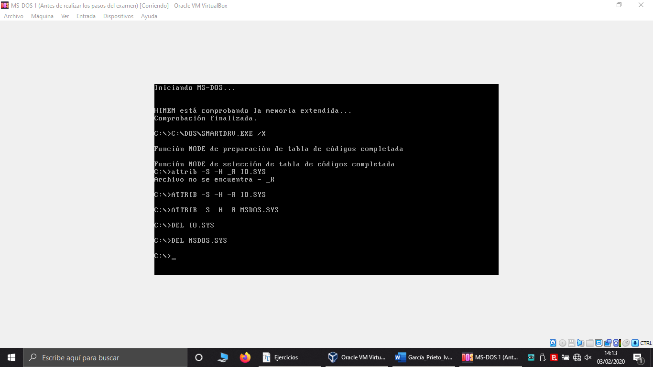 MS-DOS 1 (Antes de realizar los pasos del examen) [Corriendo] - Oracle VM VirtualBox
Archivo Máquina Ver Entrada Dispositivos Ayuda
Iniciando MS-DOS...
HIMEM está comprobando la memoria extendida...
Comprobación finalizada.
C:\>C:\DOS\SMARTDRV.EXE /X
Función MODE de preparación de tabla de códigos completada
Función MODE de selección de tabla de códigos completada
C:\>attrib -S -H _R IO.SYS
Archivo no se encuentra - _R
C:\>ATTRIB -S -H -R IO.SYS
C:\>ATTRIB -S -H -R MSDOS.SYS
C:\>DEL IO.SYS
C:\>DEL MSDOS.SYS
C:\>_
CTRL
Escribe aquí para buscar
Ejercicios
Oracle VM Virtu...
García_Prieto_Iv...
MS-DOS 1 (Ant...
14:13
03/02/2020